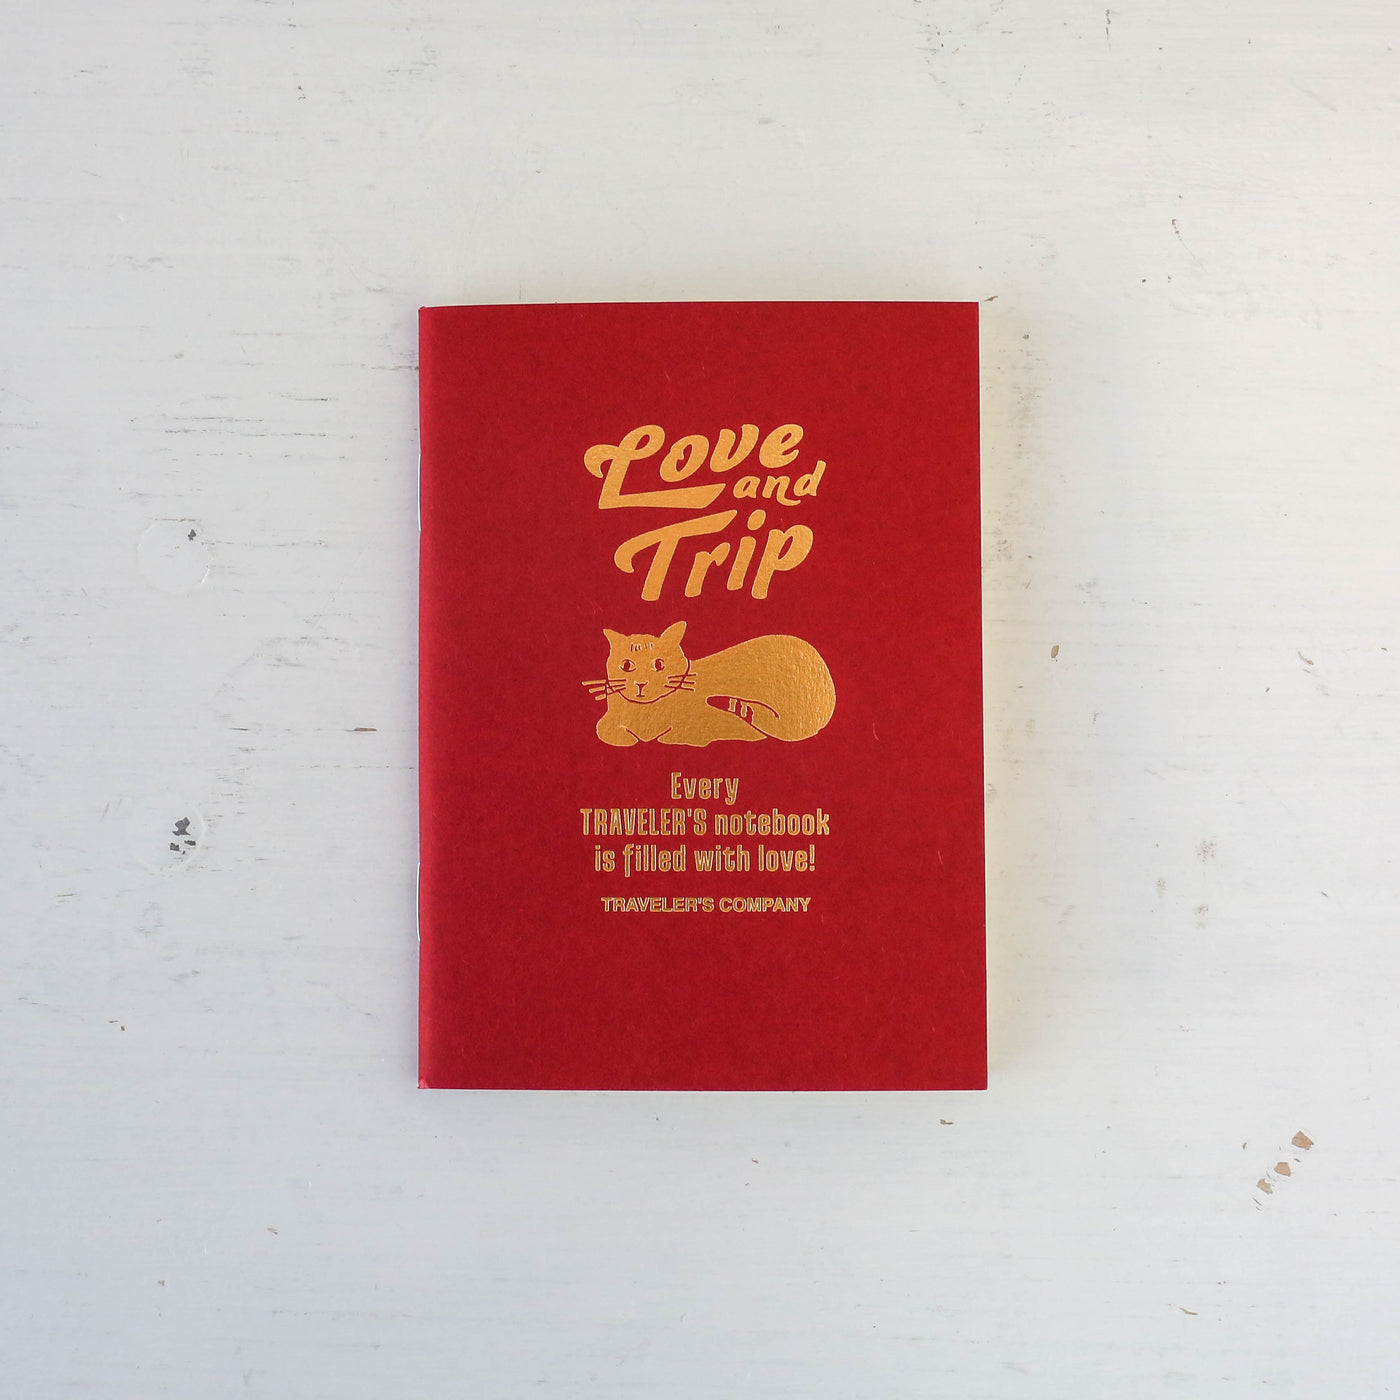 Love
and
Trip
Every
TRAVELER'S notebook
is filled with love!
TRAVELER'S COMPANY